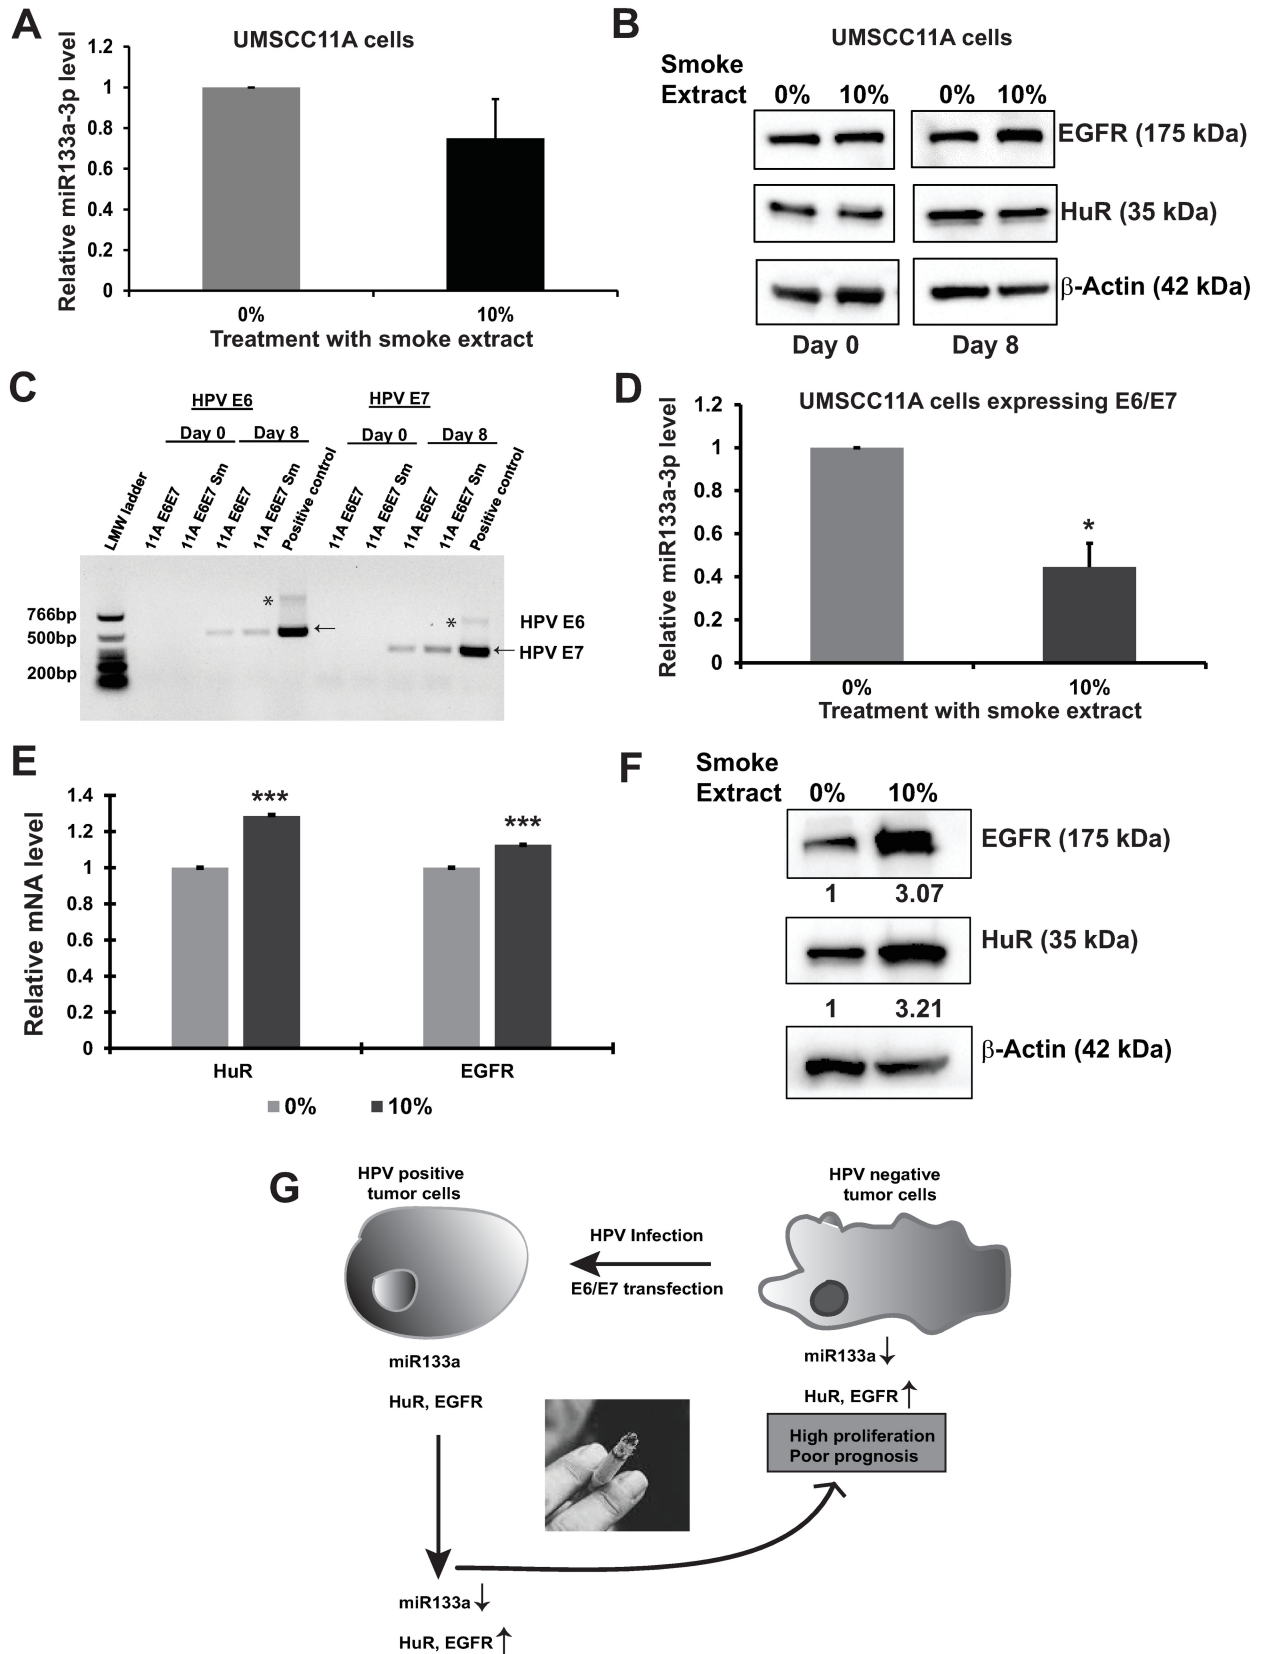 A
UMSCC11A cells
Relative miR133a-3p level
1.2
1
0.8
0.6
0.4
0.2
0
0%
10%
Treatment with smoke extract
B
UMSCC11A cells
Smoke
Extract 0% 10% 0% 10%
EGFR (175 kDa)
HuR (35 kDa)
β-Actin (42 kDa)
Day 0 Day 8
C
HPV E6 HPV E7
Day 0 Day 8 Day 0 Day 8
LMW ladder
11A E6E7
11A E6E7 Sm
11A E6E7
11A E6E7 Sm
Positive control
11A E6E7
11A E6E7 Sm
11A E6E7
11A E6E7 Sm
Positive control
766bp
500bp
200bp
*
*
HPV E6
HPV E7
D
UMSCC11A cells expressing E6/E7
Relative miR133a-3p level
1.2
1
0.8
0.6
0.4
0.2
0
*
0%
10%
Treatment with smoke extract
E
Relative mNA level
1.4
1.2
1
0.8
0.6
0.4
0.2
0
***
***
HuR
EGFR
0% 10%
F
Smoke
Extract 0% 10%
EGFR (175 kDa)
1 3.07
HuR (35 kDa)
1 3.21
β-Actin (42 kDa)
G
HPV positive
tumor cells
HPV negative
tumor cells
HPV Infection
E6/E7 transfection
miR133a
HuR, EGFR
miR133a↓
HuR, EGFR↑
High proliferation
Poor prognosis
miR133a↓
HuR, EGFR↑